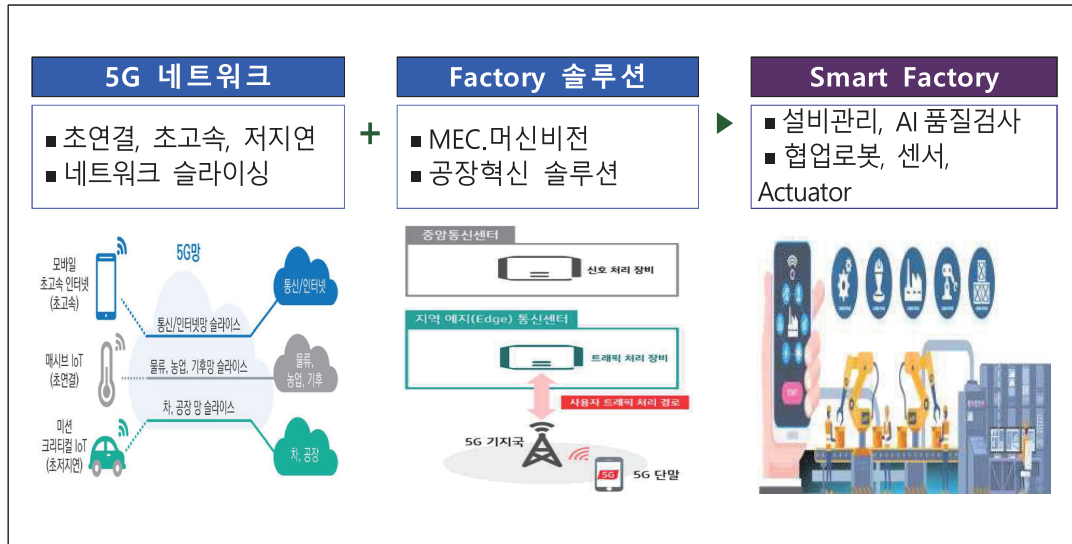 5G 네트워크
■ 초연결, 초고속, 저지연
■ 네트워크 슬라이싱
+
Factory 솔루션
■ MEC.머신비전
■ 공장혁신 솔루션
▶
Smart Factory
■ 설비관리, AI 품질검사
■ 협업로봇, 센서,
Actuator
5G망
모바일
초고속 인터넷
(초고속)
통신/인터넷망 슬라이스
통신/인터넷
매시브 IoT
(초연결)
물류, 농업, 기후망 슬라이스
물류,
농업, 기후
미션
크리티컬 IoT
(초저지연)
차, 공장 망 슬라이스
차, 공장
중앙통신센터
신호 처리 장비
지역 에지(Edge) 통신센터
트래픽 처리 장비
사용자 트래픽 처리 경로
5G 기지국
5G
5G 단말